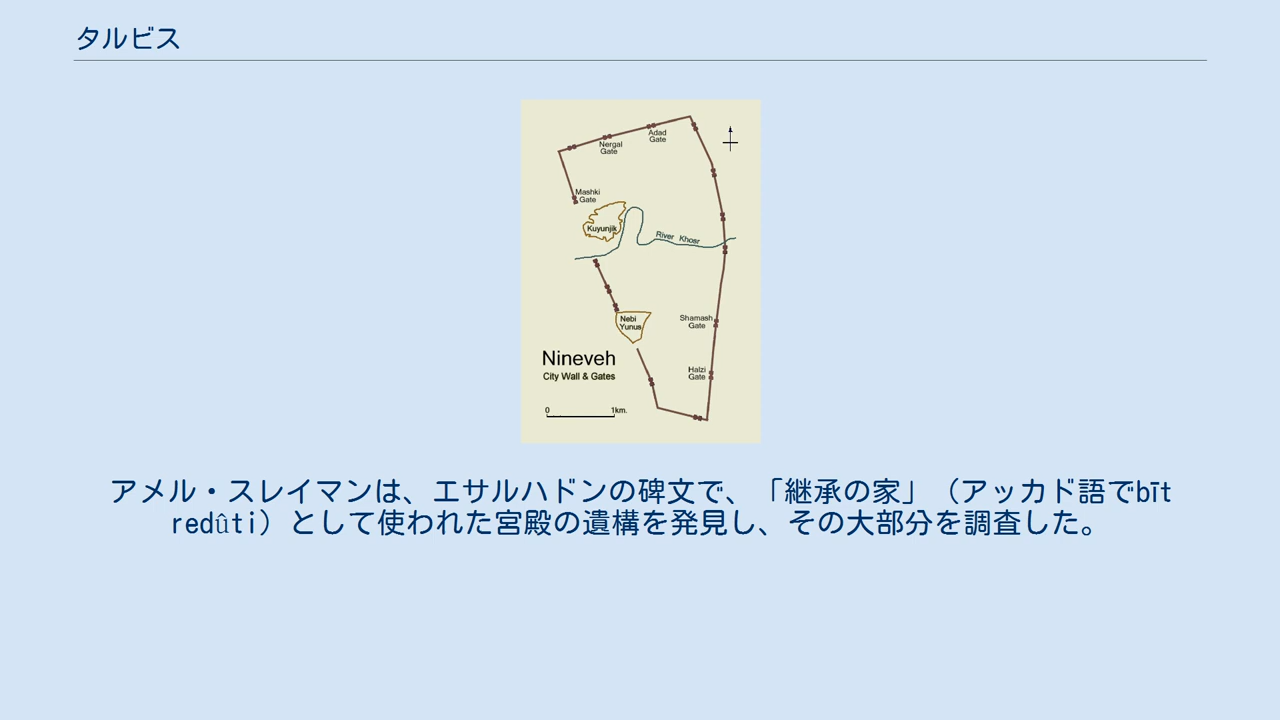 タルビス
Adad
Gate
Nergal
Gate
Mashki
Gate
Kuyunjik
River Khosr
Nebi
Yunus
Shamash
Gate
Halzi
Gate
Nineveh
City Wall & Gates
0 1km.
アメル・スレイマンは、エサルハドンの碑文で、「継承の家」（アッカド語でbīt
redûti）として使われた宮殿の遺構を発見し、その大部分を調査した。